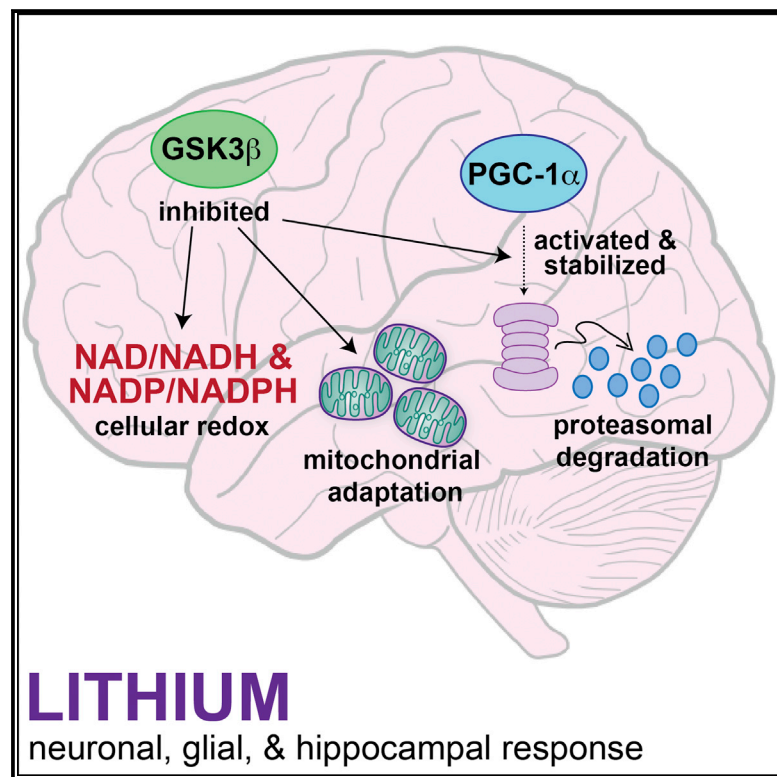 GSK3β
inhibited
PGC-1α
activated &
stabilized
NAD/NADH &
NADP/NADPH
cellular redox
mitochondrial
adaptation
proteasomal
degradation
LITHIUM
neuronal, glial, & hippocampal response